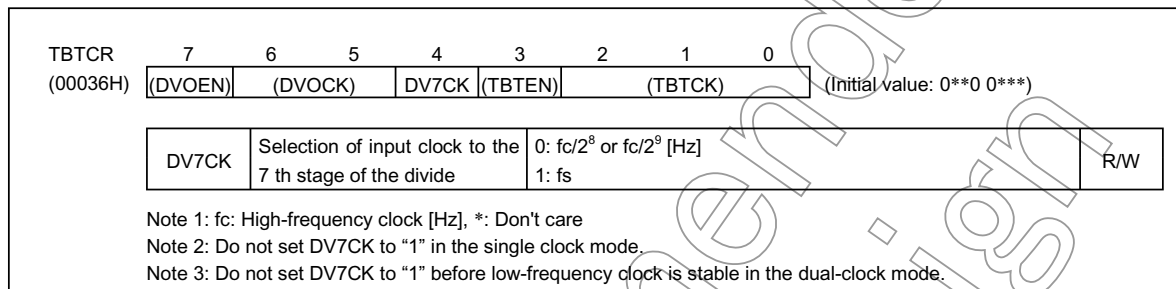 TBTCR 7 6 5 4 3 2 1 0
(00036H) (DVOEN) (DVOCK) DV7CK (TBTEN) (TBTCK) (Initial value: 0**0 0***)
DV7CK Selection of input clock to the 7 th stage of the divide 0: fc/2⁸ or fc/2⁹ [Hz] R/W
1: fs
Note 1: fc: High-frequency clock [Hz], *: Don't care
Note 2: Do not set DV7CK to “1” in the single clock mode.
Note 3: Do not set DV7CK to “1” before low-frequency clock is stable in the dual-clock mode.